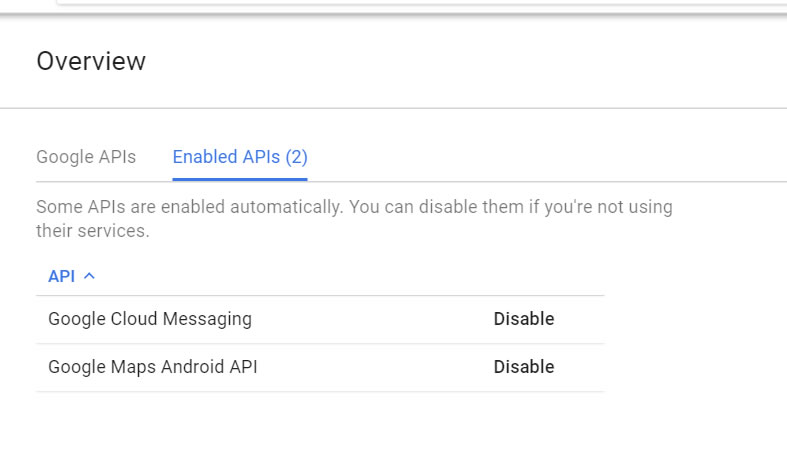 Overview
Google APIs Enabled APIs (2)
Some APIs are enabled automatically. You can disable them if you're not using
their services.
API
Google Cloud Messaging Disable
Google Maps Android API Disable